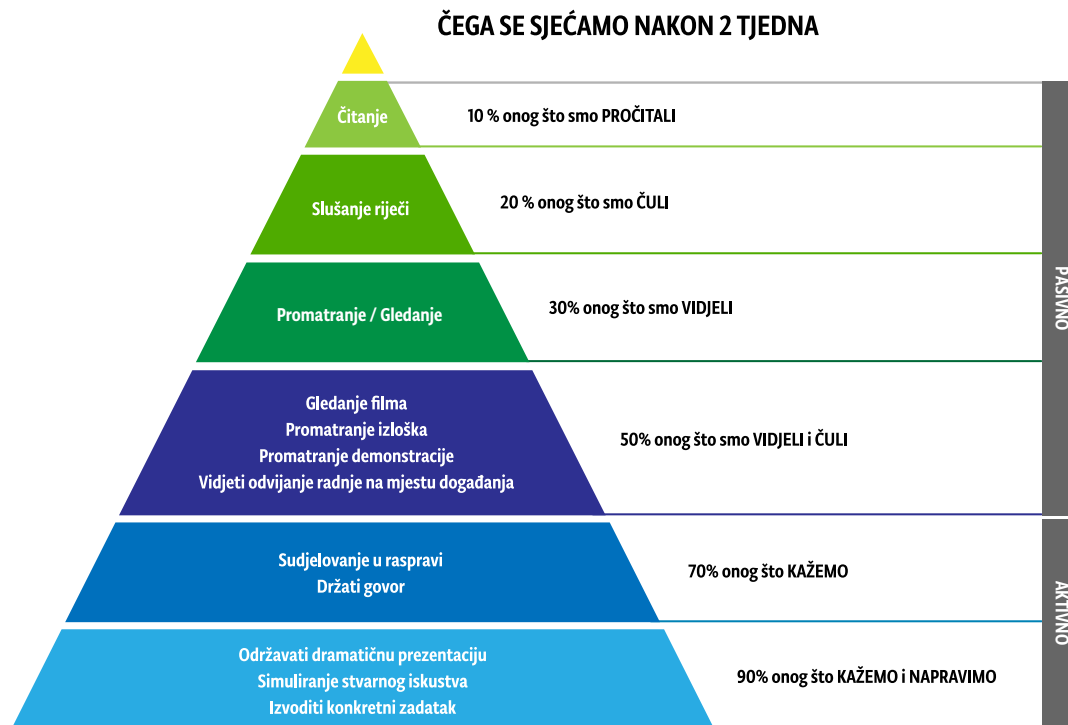 ČEGA SE SJEĆAMO NAKON 2 TJEDNA
Čitanje
10 % onog što smo PROČITALI
Slušanje riječi
20 % onog što smo ČULI
Promatranje / Gledanje
30% onog što smo VIDJELI
PASIVNO
Gledanje filma
Promatranje izloška
Promatranje demonstracije
Vidjeti odvijanje radnje na mjestu događanja
50% onog što smo VIDJELI i ČULI
Sudjelovanje u raspravi
Držati govor
70% onog što KAŽEMO
AKTIVNO
Održavati dramatičnu prezentaciju
Simuliranje stvarnog iskustva
Izvoditi konkretni zadatak
90% onog što KAŽEMO i NAPRAVIMO